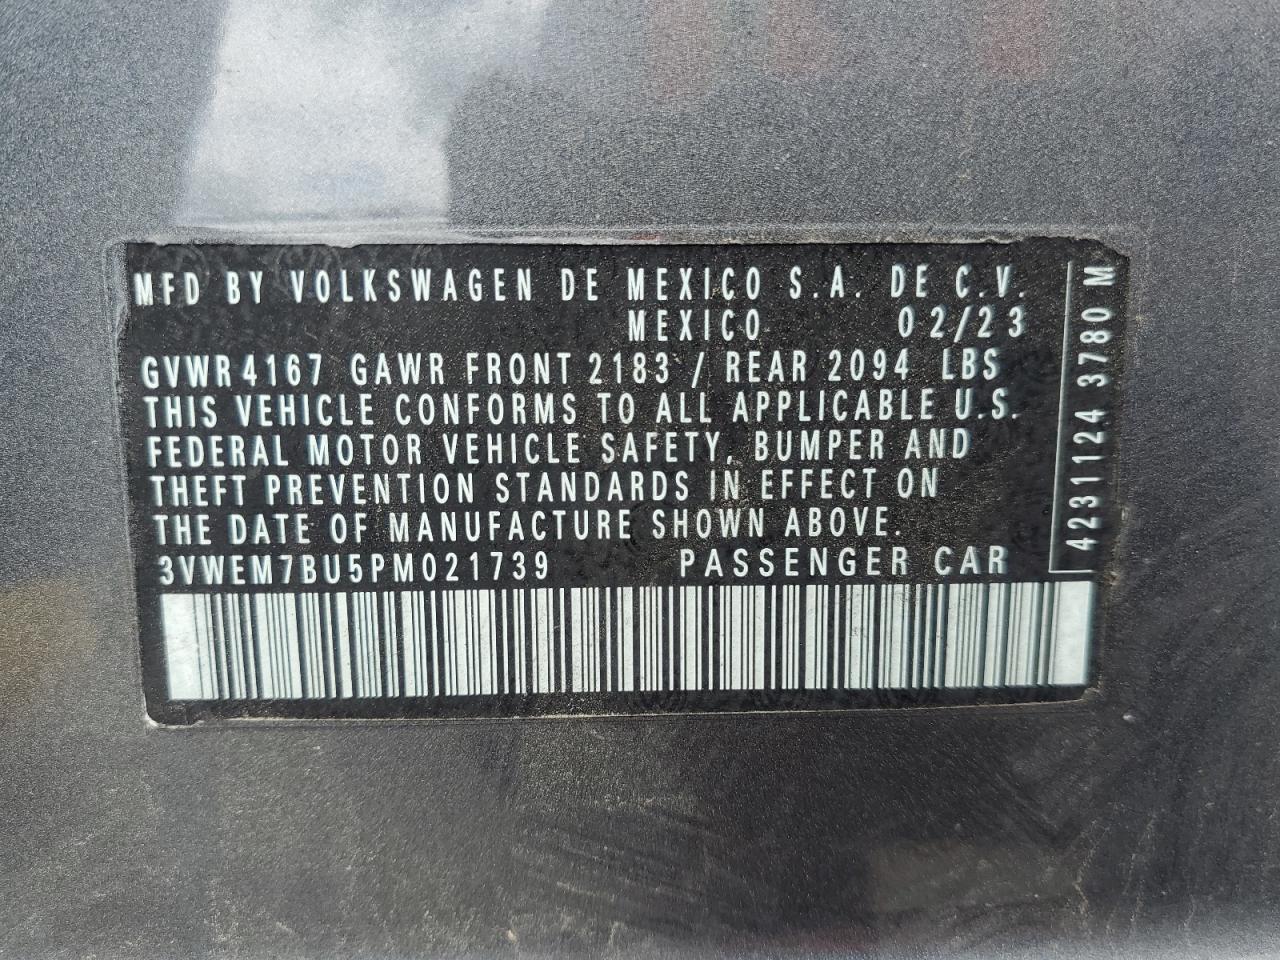 MFD BY VOLKSWAGEN DE MEXICO S.A. DE C.V.
MEXICO 02/23
GVWR 4167 GAWR FRONT 2183 / REAR 2094 LBS
THIS VEHICLE CONFORMS TO ALL APPLICABLE U.S.
FEDERAL MOTOR VEHICLE SAFETY, BUMPER AND
THEFT PREVENTION STANDARDS IN EFFECT ON
THE DATE OF MANUFACTURE SHOWN ABOVE.
3VWEM7BU5PM021739 PASSENGER CAR
4231124 3780 M